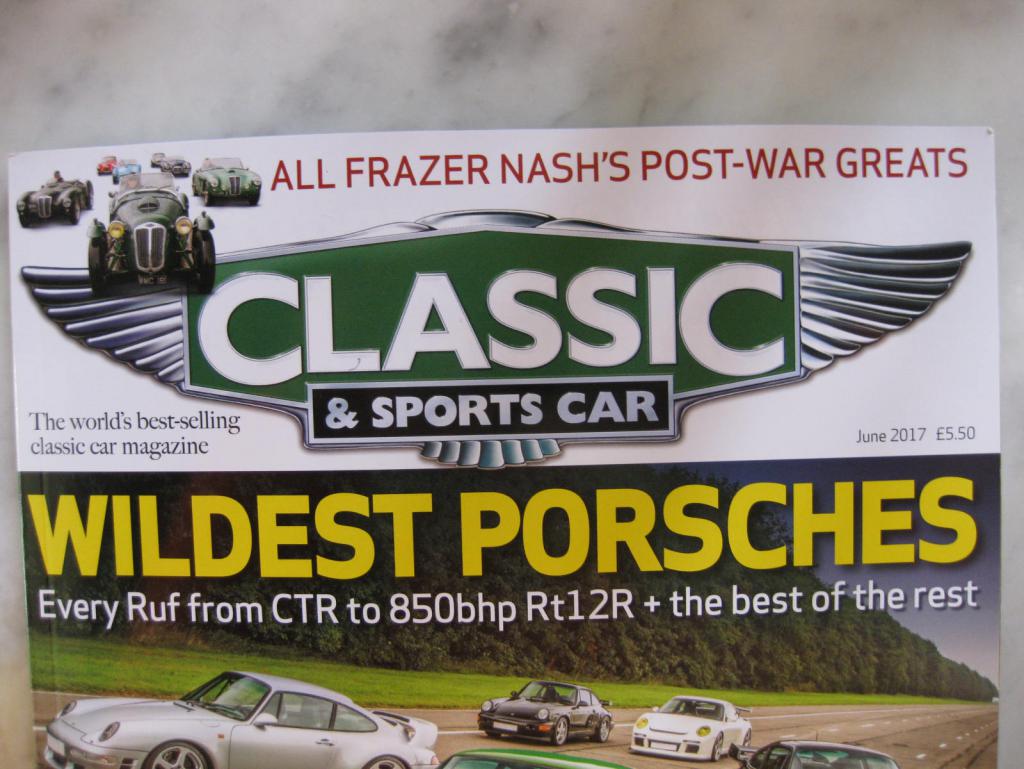 ALL FRAZER NASH'S POST-WAR GREATS
CLASSIC
& SPORTS CAR
The world's best-selling
classic car magazine
June 2017 £5.50
WILDEST PORSCHES
Every Ruf from CTR to 850bhp Rt12R + the best of the rest